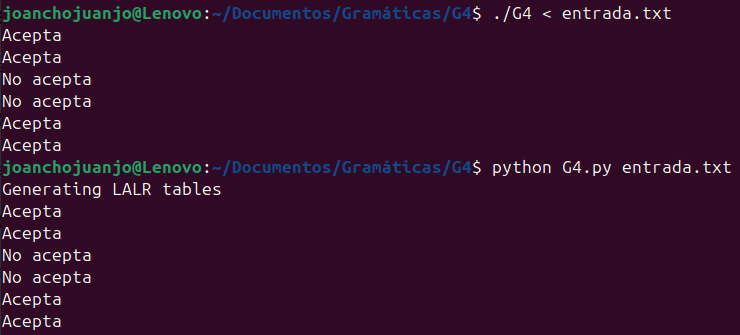 joanchojuanjo@Lenovo:~/Documentos/Gramáticas/G4$ ./G4 < entrada.txt
Acepta
Acepta
No acepta
No acepta
Acepta
Acepta
joanchojuanjo@Lenovo:~/Documentos/Gramáticas/G4$ python G4.py entrada.txt
Generating LALR tables
Acepta
Acepta
No acepta
No acepta
Acepta
Acepta